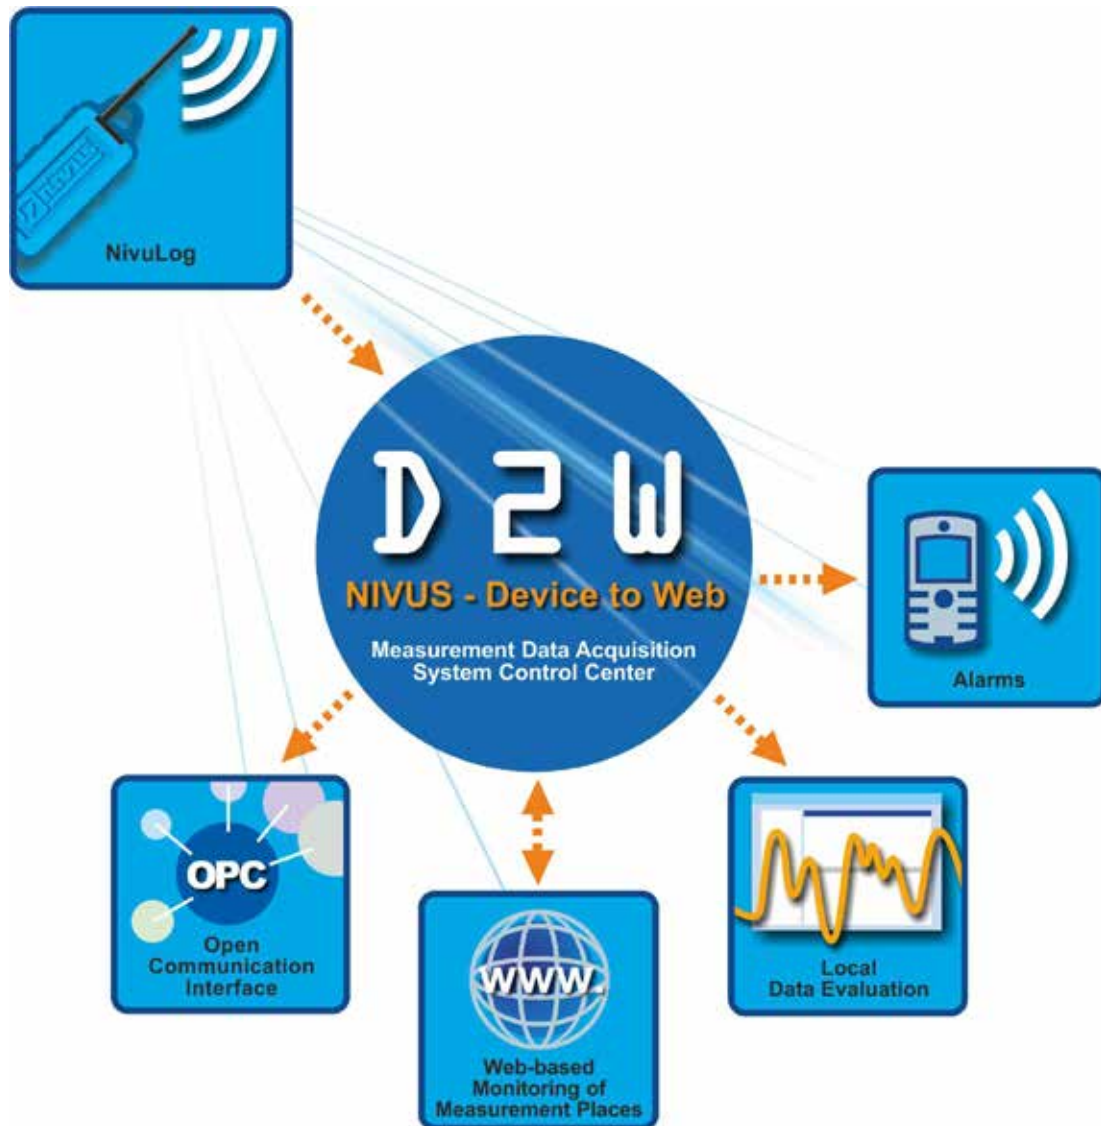 NIVUS
NivuLog
D2W
NIVUS - Device to Web
Measurement Data Acquisition
System Control Center
Alarms
OPC
Open
Communication
Interface
www.
Web-based
Monitoring of
Measurement Places
Local
Data Evaluation